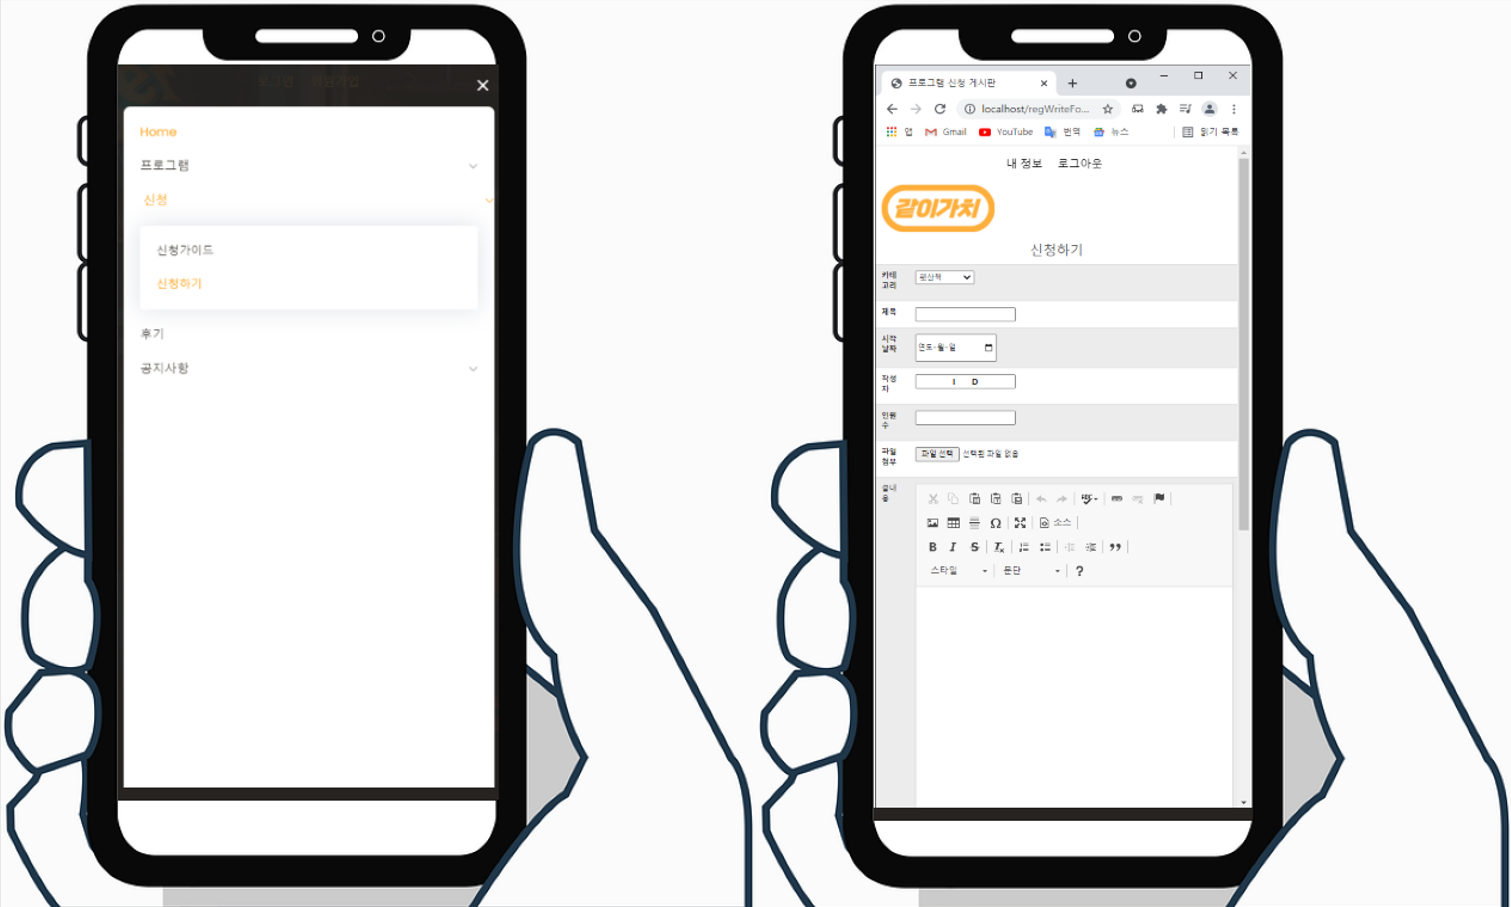 로그인 회원가입
Home
프로그램
신청
신청가이드
신청하기
후기
공지사항
프로그램 신청 게시판
localhost/regWriteFo...
앱 Gmail YouTube 번역 뉴스 읽기 목록
내 정보 로그아웃
같이가치
신청하기
카테
고리
제목
시작
날짜
연도-월-일
작성
자
I D
인원
수
파일
첨부
파일 선택 선택된 파일 없음
글내
용
소스
B I S
스타일 문단 ?